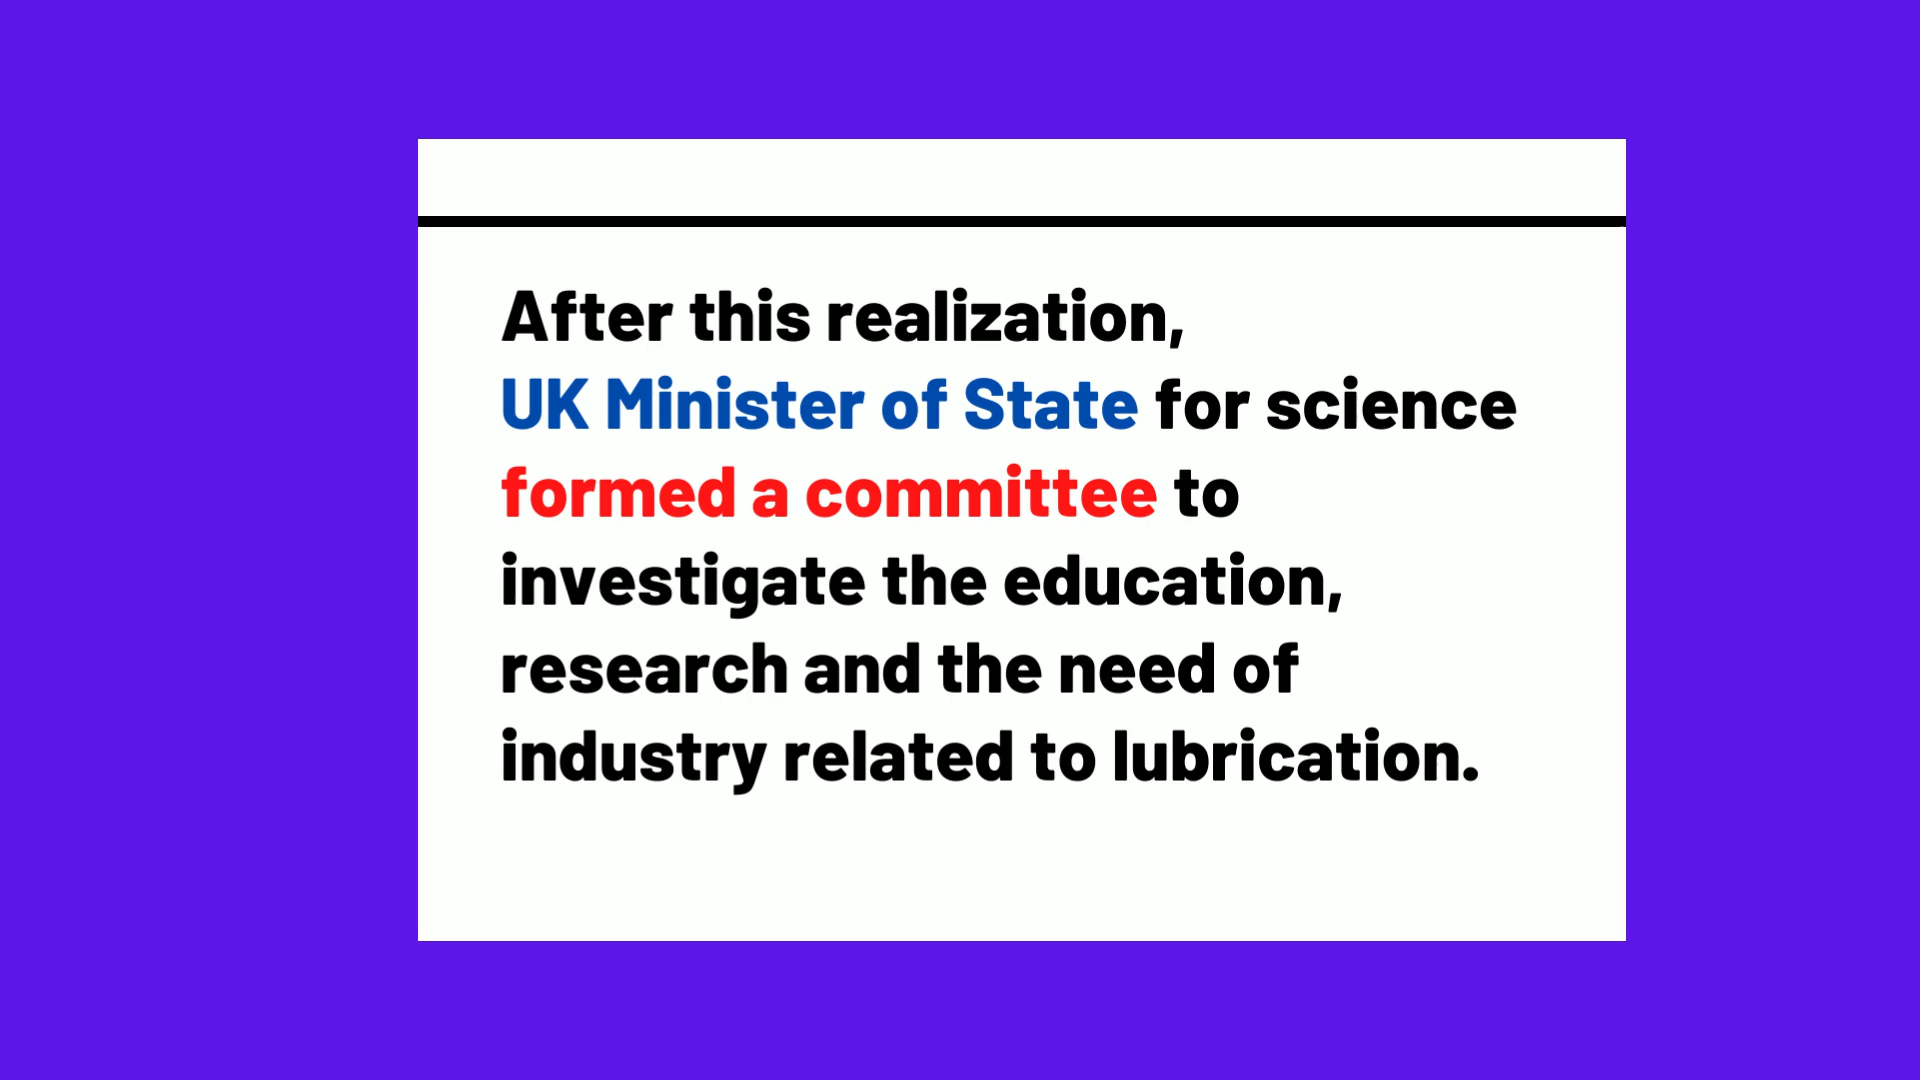 After this realization,
UK Minister of State for science
formed a committee to
investigate the education,
research and the need of
industry related to lubrication.